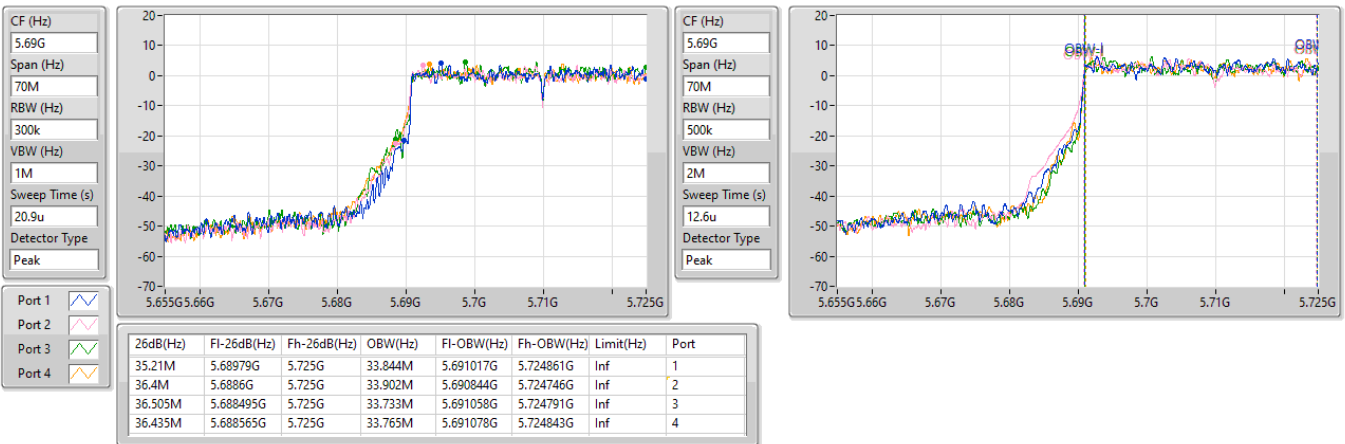 CF (Hz)
5.69G
Span (Hz)
70M
RBW (Hz)
300k
VBW (Hz)
1M
Sweep Time (s)
20.9u
Detector Type
Peak
20
10
0
-10
-20
-30
-40
-50
-60
-70
5.655G 5.66G 5.67G 5.68G 5.69G 5.7G 5.71G 5.725G
CF (Hz)
5.69G
Span (Hz)
70M
RBW (Hz)
500k
VBW (Hz)
2M
Sweep Time (s)
12.6u
Detector Type
Peak
20
10
0
-10
-20
-30
-40
-50
-60
-70
5.655G 5.66G 5.67G 5.68G 5.69G 5.7G 5.71G 5.725G
OBW-l
OBW
Port 1
Port 2
Port 3
Port 4
26dB(Hz) Fl-26dB(Hz) Fh-26dB(Hz) OBW(Hz) Fl-OBW(Hz) Fh-OBW(Hz) Limit(Hz) Port
35.21M 5.68979G 5.725G 33.844M 5.691017G 5.724861G Inf 1
36.4M 5.6886G 5.725G 33.902M 5.690844G 5.724746G Inf 2
36.505M 5.688495G 5.725G 33.733M 5.691058G 5.724791G Inf 3
36.435M 5.688565G 5.725G 33.765M 5.691078G 5.724843G Inf 4